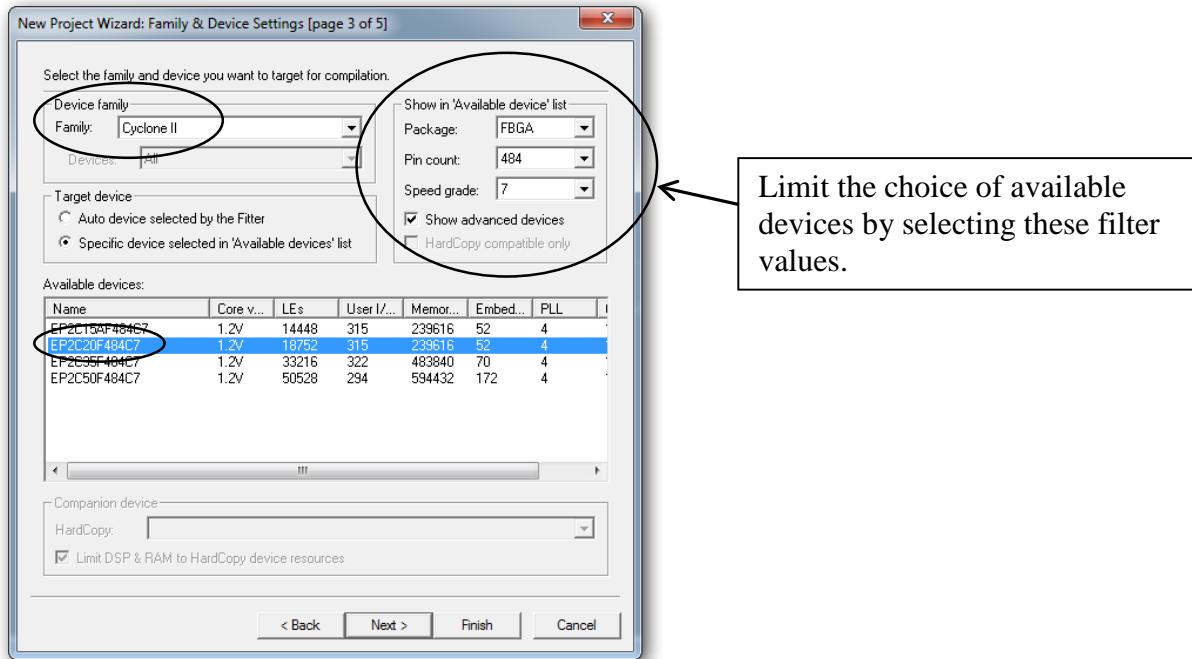 New Project Wizard: Family & Device Settings [page 3 of 5]
Select the family and device you want to target for compilation.
Device family
Family: Cyclone II
Devices: All
Show in 'Available device' list
Package: FBGA
Pin count: 484
Speed grade: 7
Show advanced devices
HardCopy compatible only
Target device
Auto device selected by the Fitter
Specific device selected in 'Available devices' list
Limit the choice of available
devices by selecting these filter
values.
Available devices:
Name Core v... LEs User I/... Memor... Embed... PLL
EP2C15AF484C7 1.2V 14448 315 239616 52 4
EP2C20F484C7 1.2V 18752 315 239616 52 4
EP2C35F484C7 1.2V 33216 322 483840 70 4
EP2C50F484C7 1.2V 50528 294 594432 172 4
Companion device
HardCopy:
Limit DSP & RAM to HardCopy device resources
< Back Next > Finish Cancel